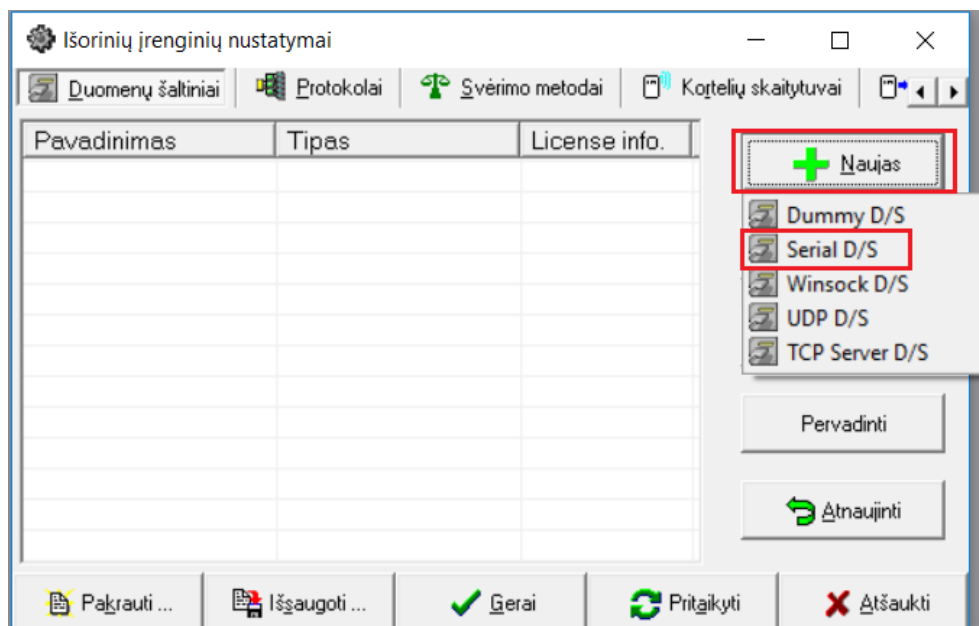 Išorinių įrenginių nustatymai
Duomenų šaltiniai Protokolai Svėrimo metodai Kortelių skaitytuvai
Pavadinimas Tipas License info.
Naujas
Dummy D/S
Serial D/S
Winsock D/S
UDP D/S
TCP Server D/S
Pervadinti
Atnaujinti
Pakrauti ... Išsaugoti ... Gerai Pritaikyti Atšaukti